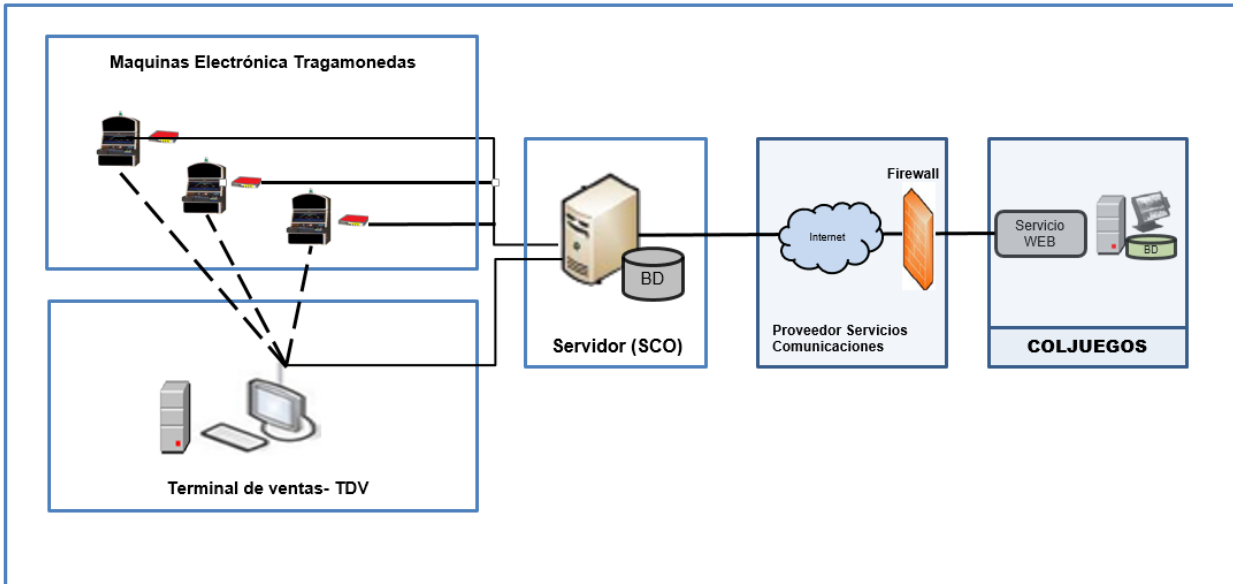 Maquinas Electrónica Tragamonedas
Terminal de ventas- TDV
BD
Servidor (SCO)
Firewall
Internet
Proveedor Servicios
Comunicaciones
Servicio
WEB
BD
COLJUEGOS